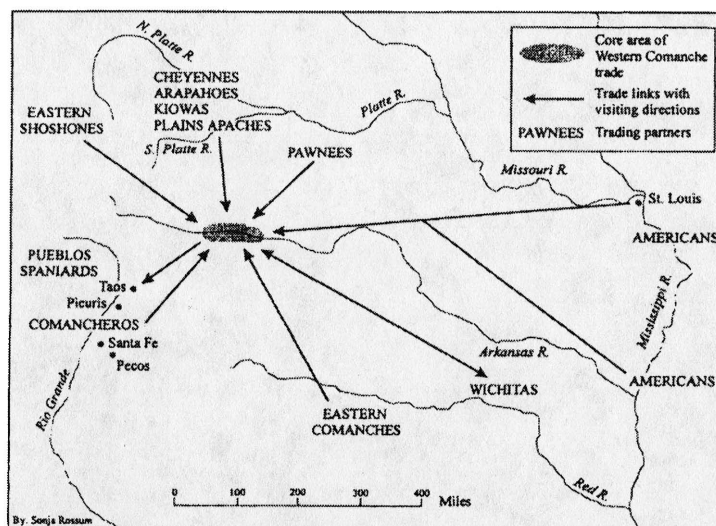 N. Platte R.
CHEYENNES
ARAPAHOES
KIOWAS
PLAINS APACHES
EASTERN
SHOSHONES
S. Platte R.
Platte R.
PAWNEES
Core area of
Western Comanche
trade
Trade links with
visiting directions
PAWNEES Trading partners
Missouri R.
St. Louis
AMERICANS
PUEBLOS
SPANIARDS
Taos
Picuris
COMANCHEROS
Santa Fe
Pecos
Rio Grande
Mississippi R.
Arkansas R.
AMERICANS
WICHITAS
EASTERN
COMANCHES
Red R.
0 100 200 300 400
Miles
By. Sonja Rossum